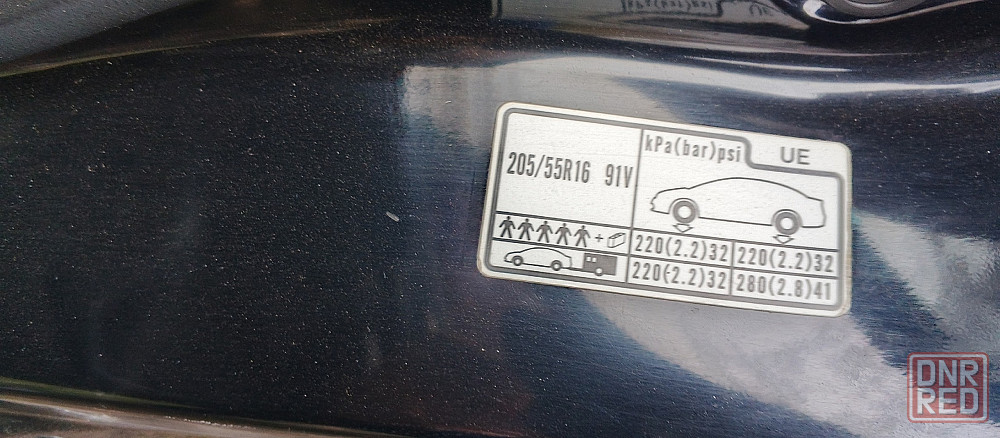 kPa(bar)psi UE
205/55R16 91V
220(2.2)32 220(2.2)32
220(2.2)32 280(2.8)41
DNR
RED